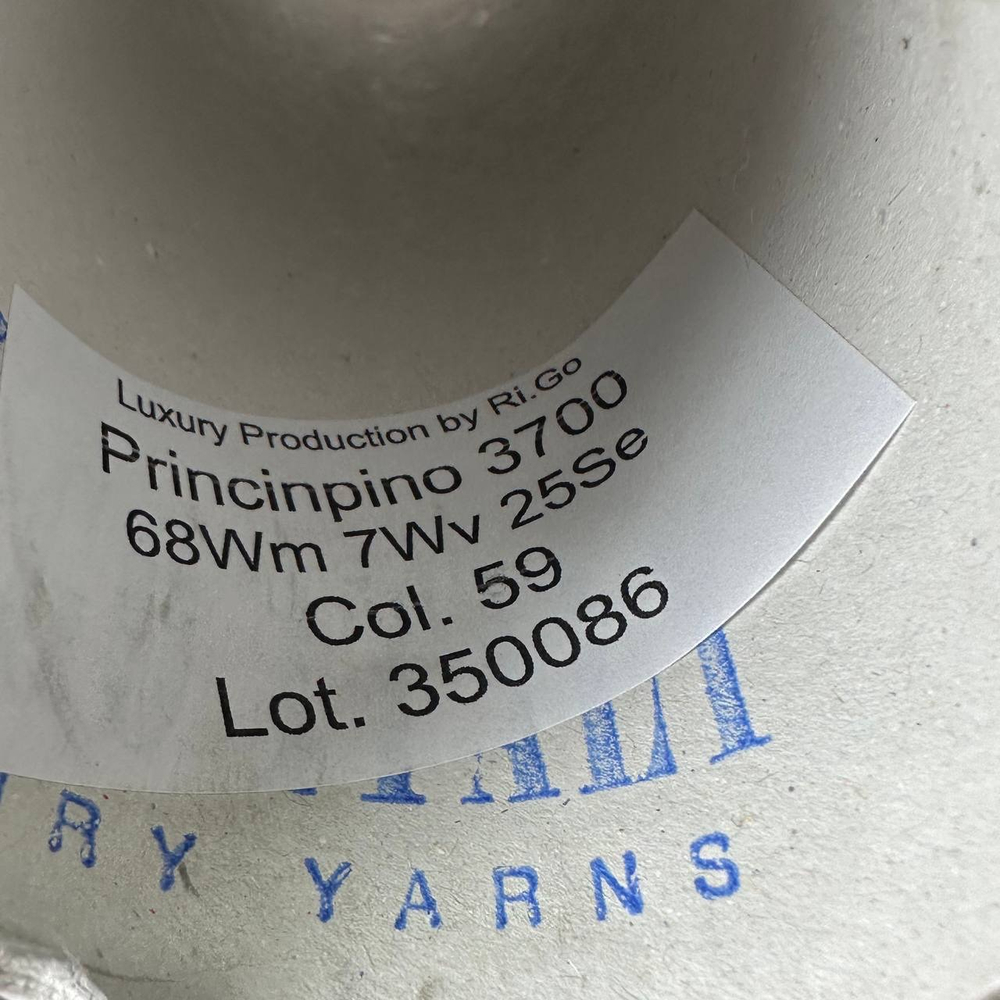 Luxury Production by Ri.Go
Princinpino 3700
68Wm 7Wv 25Se
Col. 59
Lot. 350086
YARNS